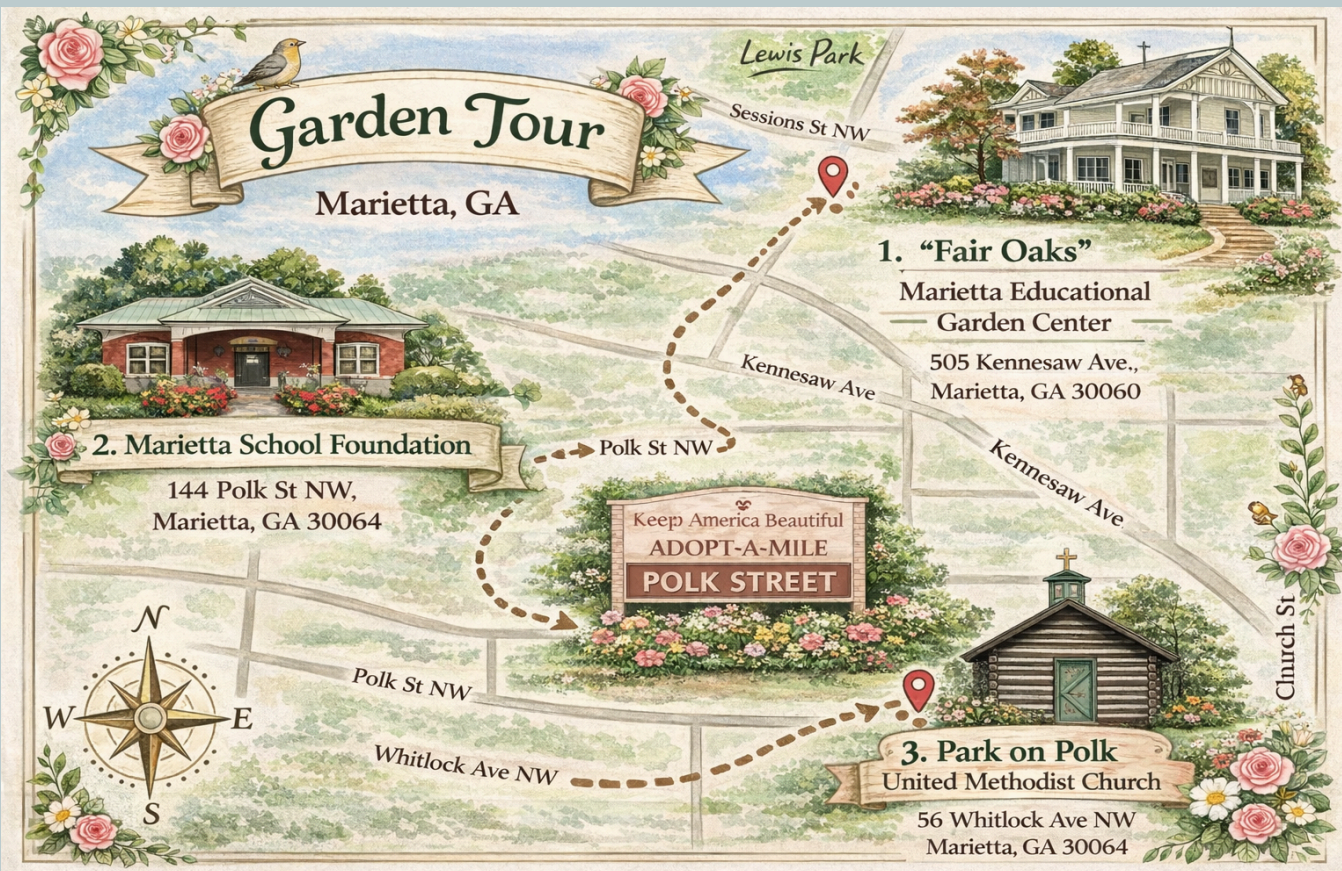 Garden Tour
Marietta, GA
Lewis Park
Sessions St NW
1. “Fair Oaks”
Marietta Educational
Garden Center
505 Kennesaw Ave.,
Marietta, GA 30060
Kennesaw Ave
Kennesaw Ave
2. Marietta School Foundation
144 Polk St NW,
Marietta, GA 30064
Polk St NW
Keep America Beautiful
ADOPT-A-MILE
POLK STREET
Church St
N
W
E
S
Polk St NW
Whitlock Ave NW
3. Park on Polk
United Methodist Church
56 Whitlock Ave NW
Marietta, GA 30064